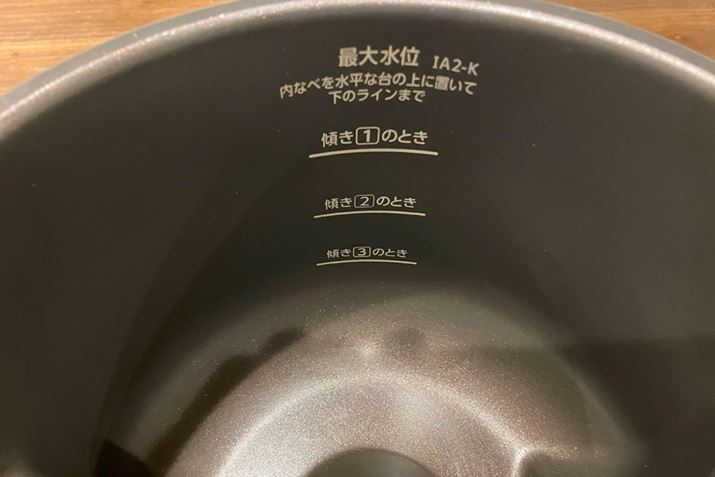 最大水位 IA2-K
内なべを水平な台の上に置いて
下のラインまで
傾き1のとき
傾き2のとき
傾き3のとき